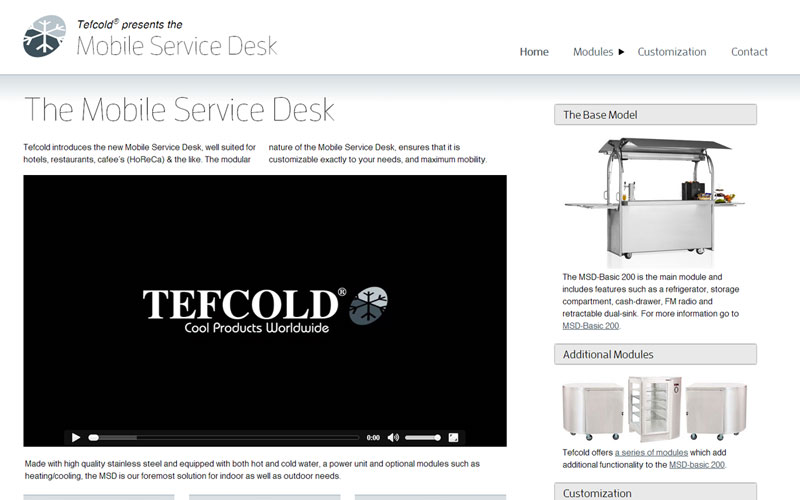 Tefcold® presents the
Mobile Service Desk
Home Modules Customization Contact
The Mobile Service Desk
Tefcold introduces the new Mobile Service Desk, well suited for
hotels, restaurants, cafee's (HoReCa) & the like. The modular
nature of the Mobile Service Desk, ensures that it is
customizable exactly to your needs, and maximum mobility.
TEFCOLD®
Cool Products Worldwide
0:00
Made with high quality stainless steel and equipped with both hot and cold water, a power unit and optional modules such as
heating/cooling, the MSD is our foremost solution for indoor as well as outdoor needs.
The Base Model
The MSD-Basic 200 is the main module and
includes features such as a refrigerator, storage
compartment, cash-drawer, FM radio and
retractable dual-sink. For more information go to
MSD-Basic 200.
Additional Modules
Tefcold offers a series of modules which add
additional functionality to the MSD-basic 200.
Customization